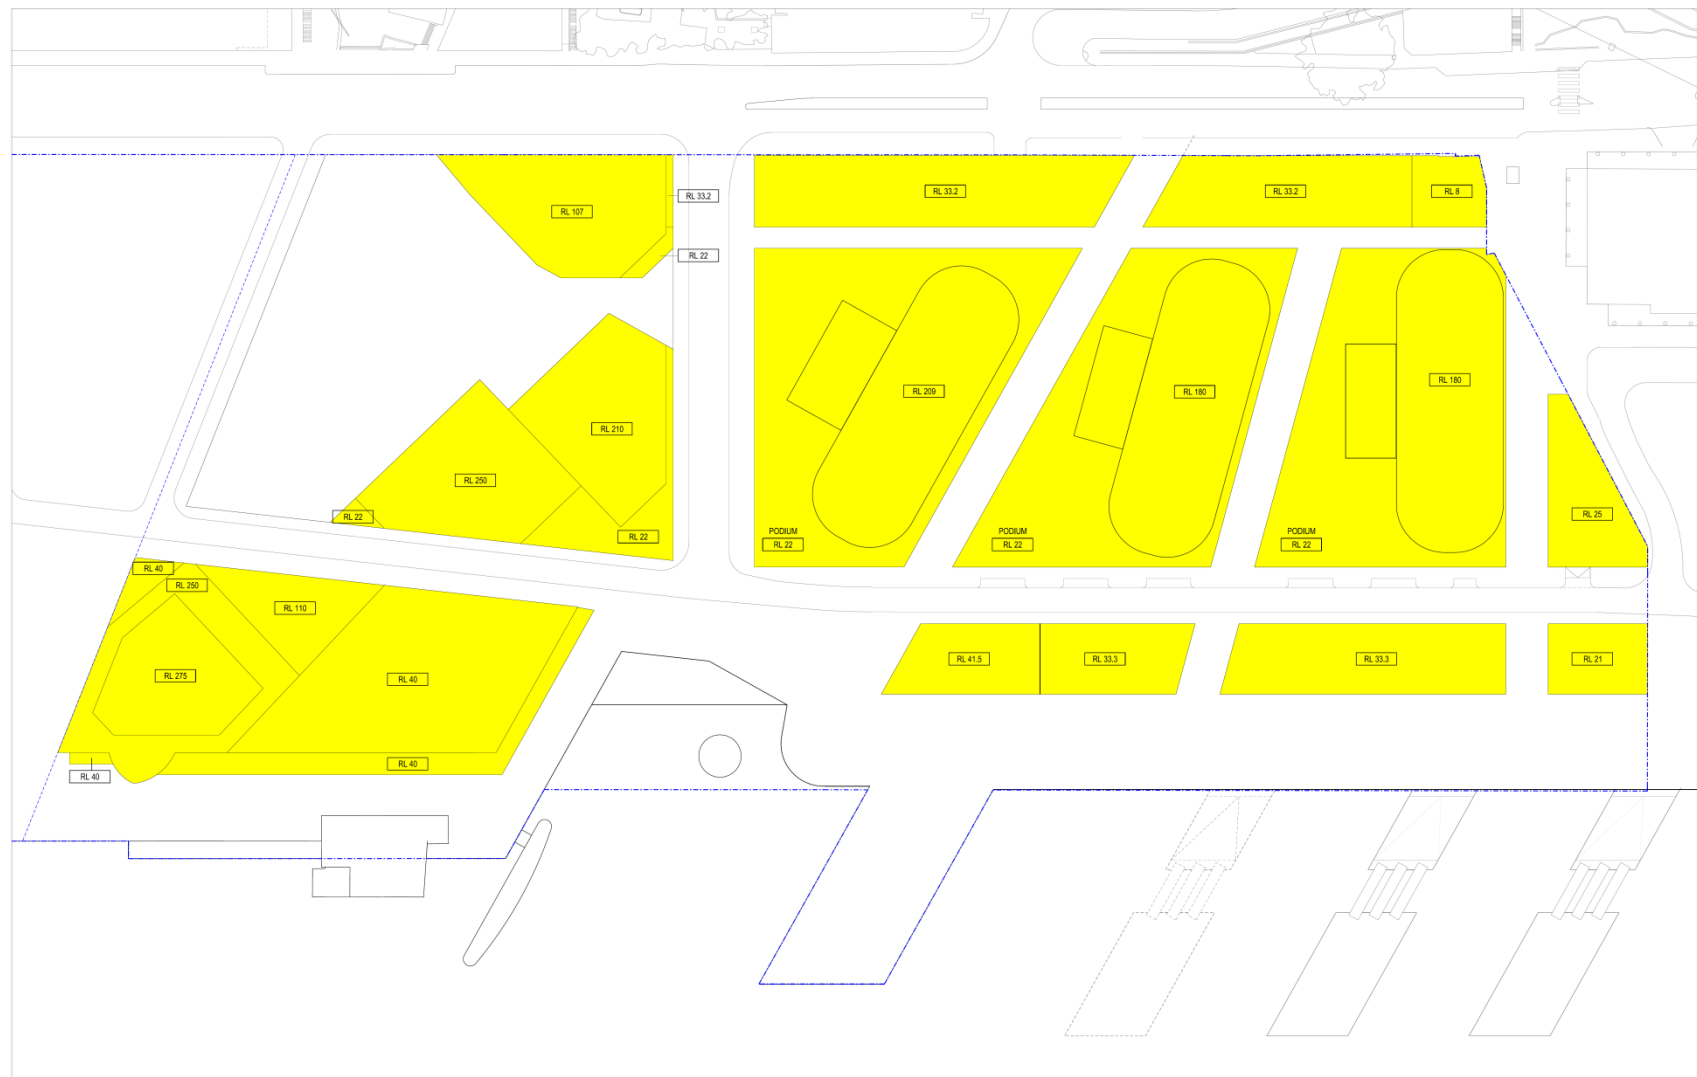 RL 33.2
RL 107
RL 33.2
RL 33.2
RL 8
RL 22
RL 209
RL 180
RL 180
RL 210
RL 250
RL 22
RL 22
RL 25
PODIUM
RL 22
PODIUM
RL 22
PODIUM
RL 22
RL 40
RL 250
RL 110
RL 275
RL 40
RL 41.5
RL 33.3
RL 33.3
RL 21
RL 40
RL 40